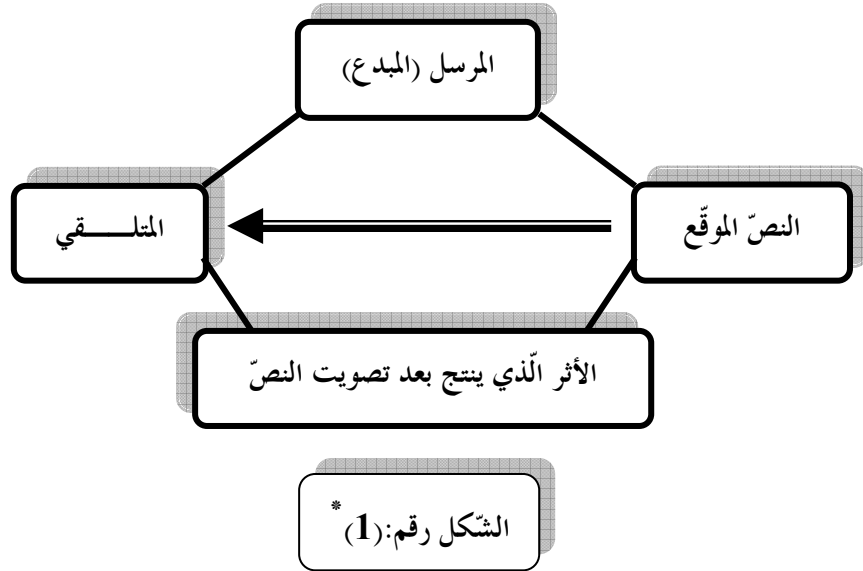 المرسل (المبدع)
النصّ الموقّع
المتلـــــقي
الأثر الّذي ينتج بعد تصويت النصّ
الشّكل رقم:(1)*